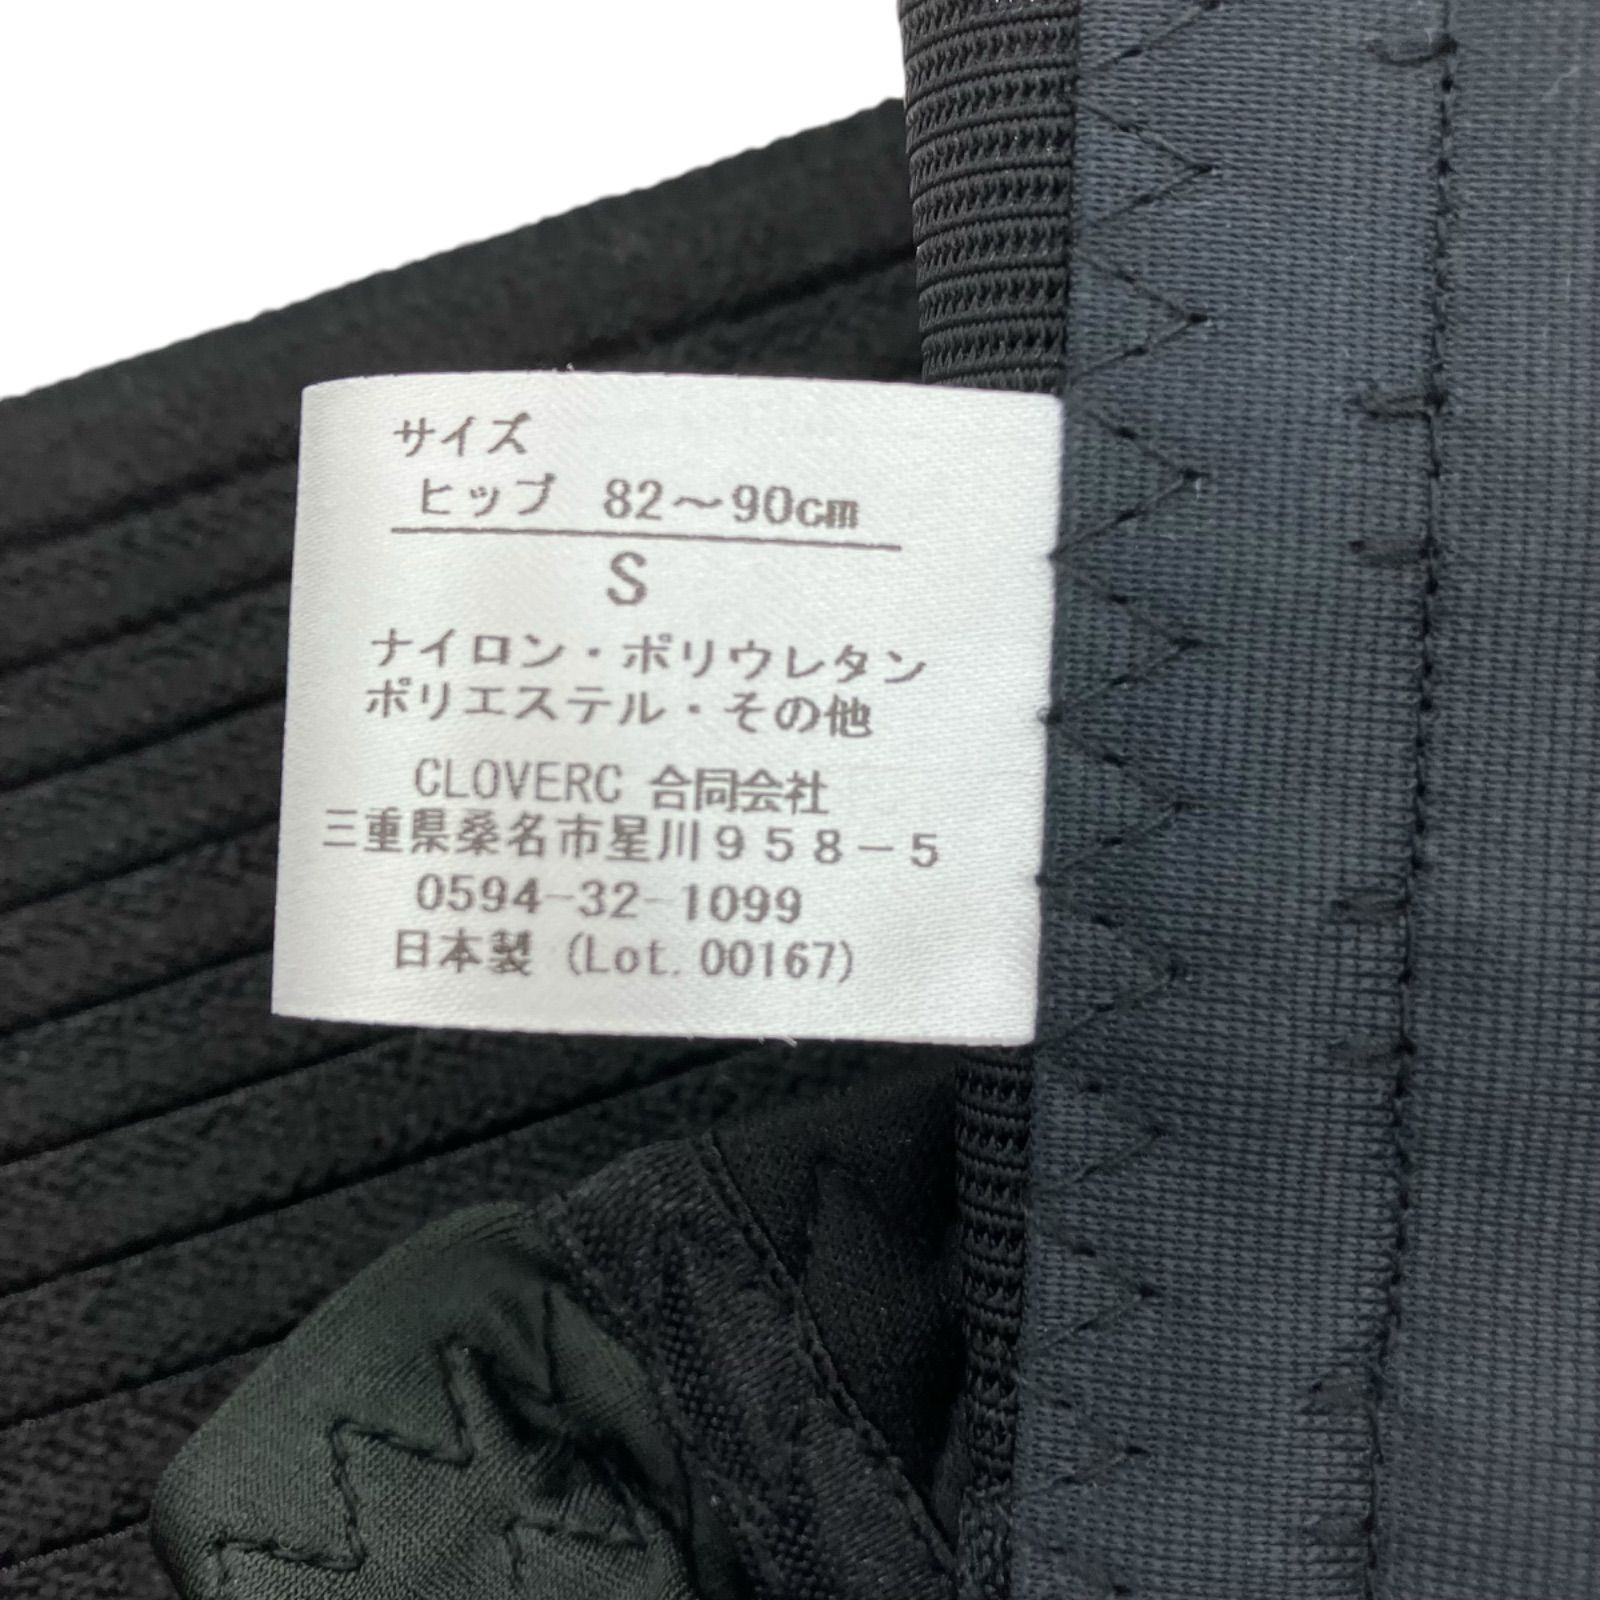 サイズ
ヒップ 82～90cm
S
ナイロン・ポリウレタン
ポリエステル・その他
CLOVERC 合同会社
三重県桑名市星川９５８－５
0594-32-1099
日本製 (Lot. 00167)